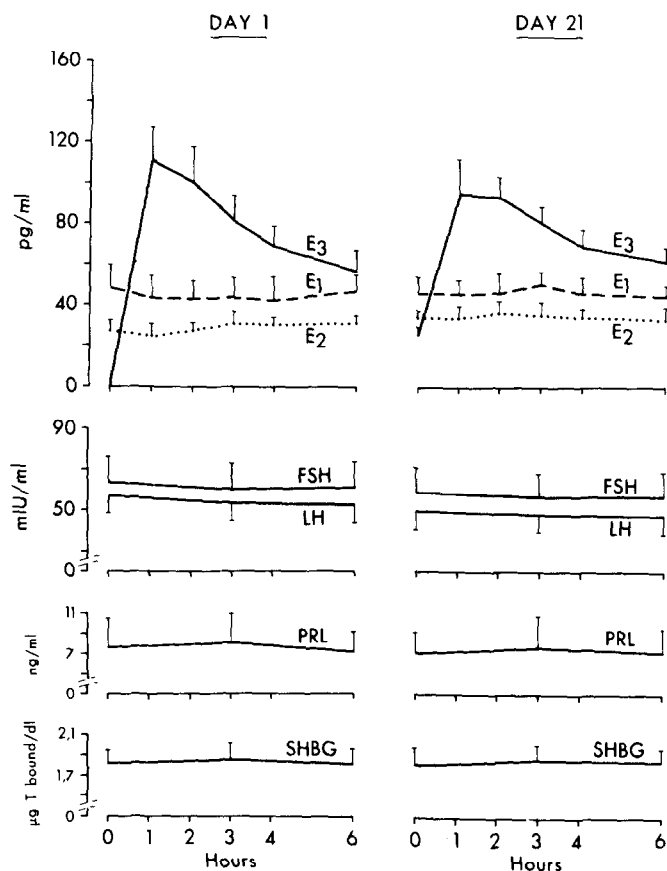 DAY 1
DAY 21
160
120
80
40
0
pg/ml
E3
E1
E2
E3
E1
E2
90
50
0
mIU/ml
FSH
LH
FSH
LH
11
7
0
ng/ml
PRL
PRL
2,1
1,7
0
µg T bound/dl
SHBG
SHBG
0 1 2 3 4 6
Hours
0 1 2 3 4 6
Hours